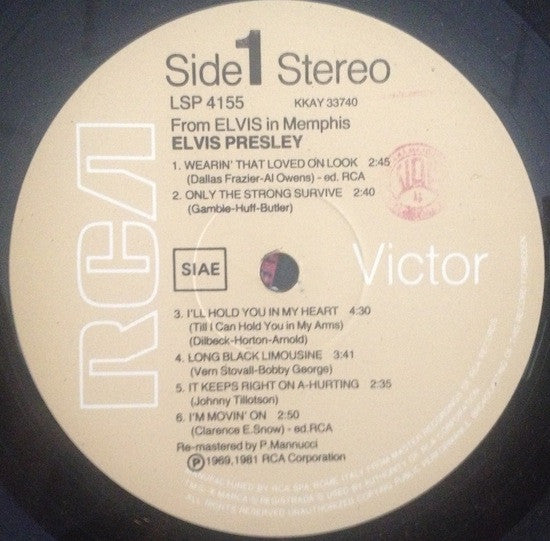 Side 1 Stereo
LSP 4155 KKAY 33740
From ELVIS in Memphis
ELVIS PRESLEY
1. WEARIN' THAT LOVED ON LOOK 2:45
(Dallas Frazier-Al Owens) - ed. RCA
2. ONLY THE STRONG SURVIVE 2:40
(Gamble-Huff-Butler)
RCA
SIAE
Victor
3. I'LL HOLD YOU IN MY HEART 4:30
(Till I Can Hold You in My Arms)
(Dilbeck-Horton-Arnold)
4. LONG BLACK LIMOUSINE 3:41
(Vern Stovall-Bobby George)
5. IT KEEPS RIGHT ON A-HURTING 2:35
(Johnny Tillotson)
6. I'M MOVIN' ON 2:50
(Clarence E.Snow) - ed.RCA
Re-mastered by P.Mannucci
℗ 1969,1981 RCA Corporation